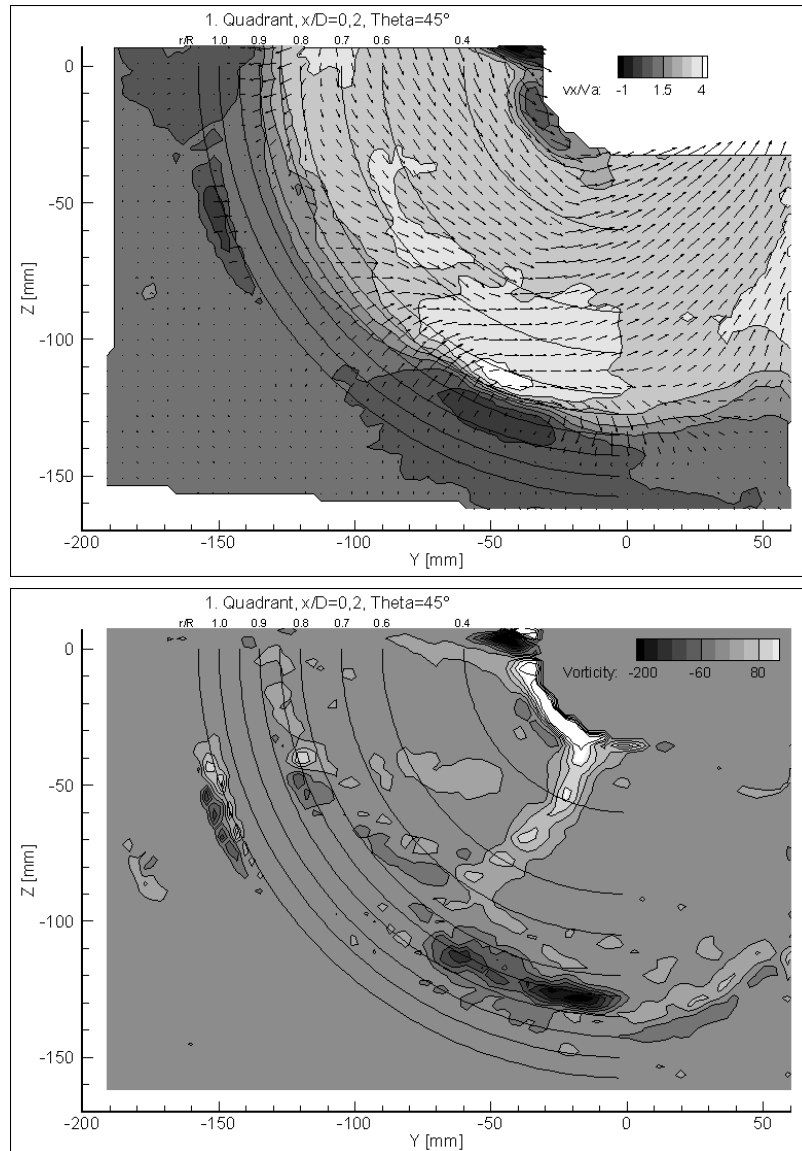 1. Quadrant, x/D=0,2, Theta=45°
r/R 1.0 0.9 0.8 0.7 0.6 0.4
vx/Va: -1 1.5 4
0
-50
-100
-150
Z [mm]
-200 -150 -100 -50 0 50
Y [mm]
1. Quadrant, x/D=0,2, Theta=45°
r/R 1.0 0.9 0.8 0.7 0.6 0.4
Vorticity: -200 -60 80
0
-50
-100
-150
Z [mm]
-200 -150 -100 -50 0 50
Y [mm]